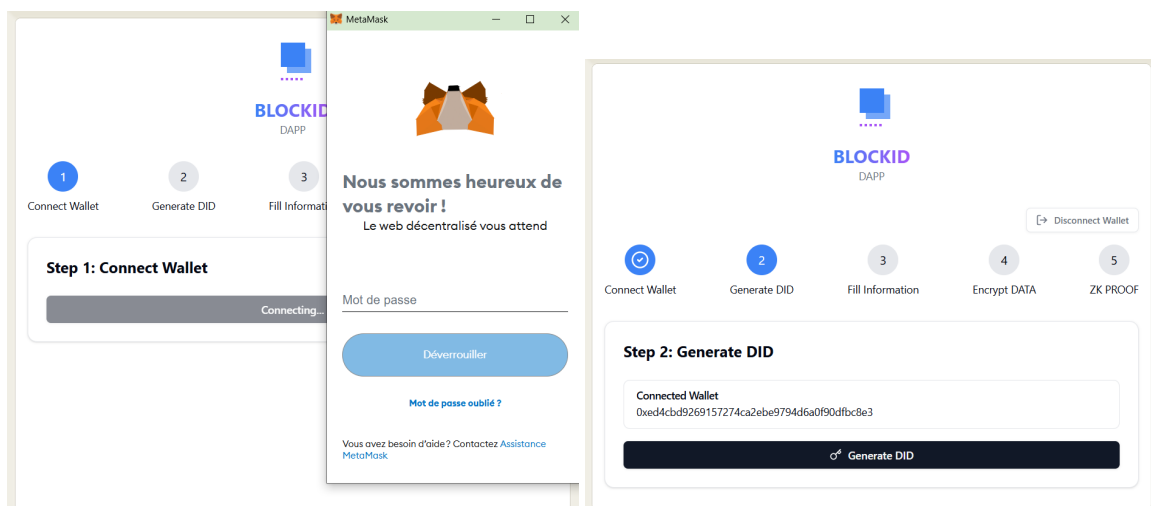 BLOCKID
DAPP
1
2
3
Connect Wallet
Generate DID
Fill Informati
Step 1: Connect Wallet
Connecting...
MetaMask
Nous sommes heureux de
vous revoir !
Le web décentralisé vous attend
Mot de passe
Déverrouiller
Mot de passe oublié ?
Vous avez besoin d'aide ? Contactez Assistance
MetaMask
BLOCKID
DAPP
Disconnect Wallet
2
3
4
5
Connect Wallet
Generate DID
Fill Information
Encrypt DATA
ZK PROOF
Step 2: Generate DID
Connected Wallet
0xed4cbd9269157274ca2ebe9794d6a0f90dfbc8e3
Generate DID